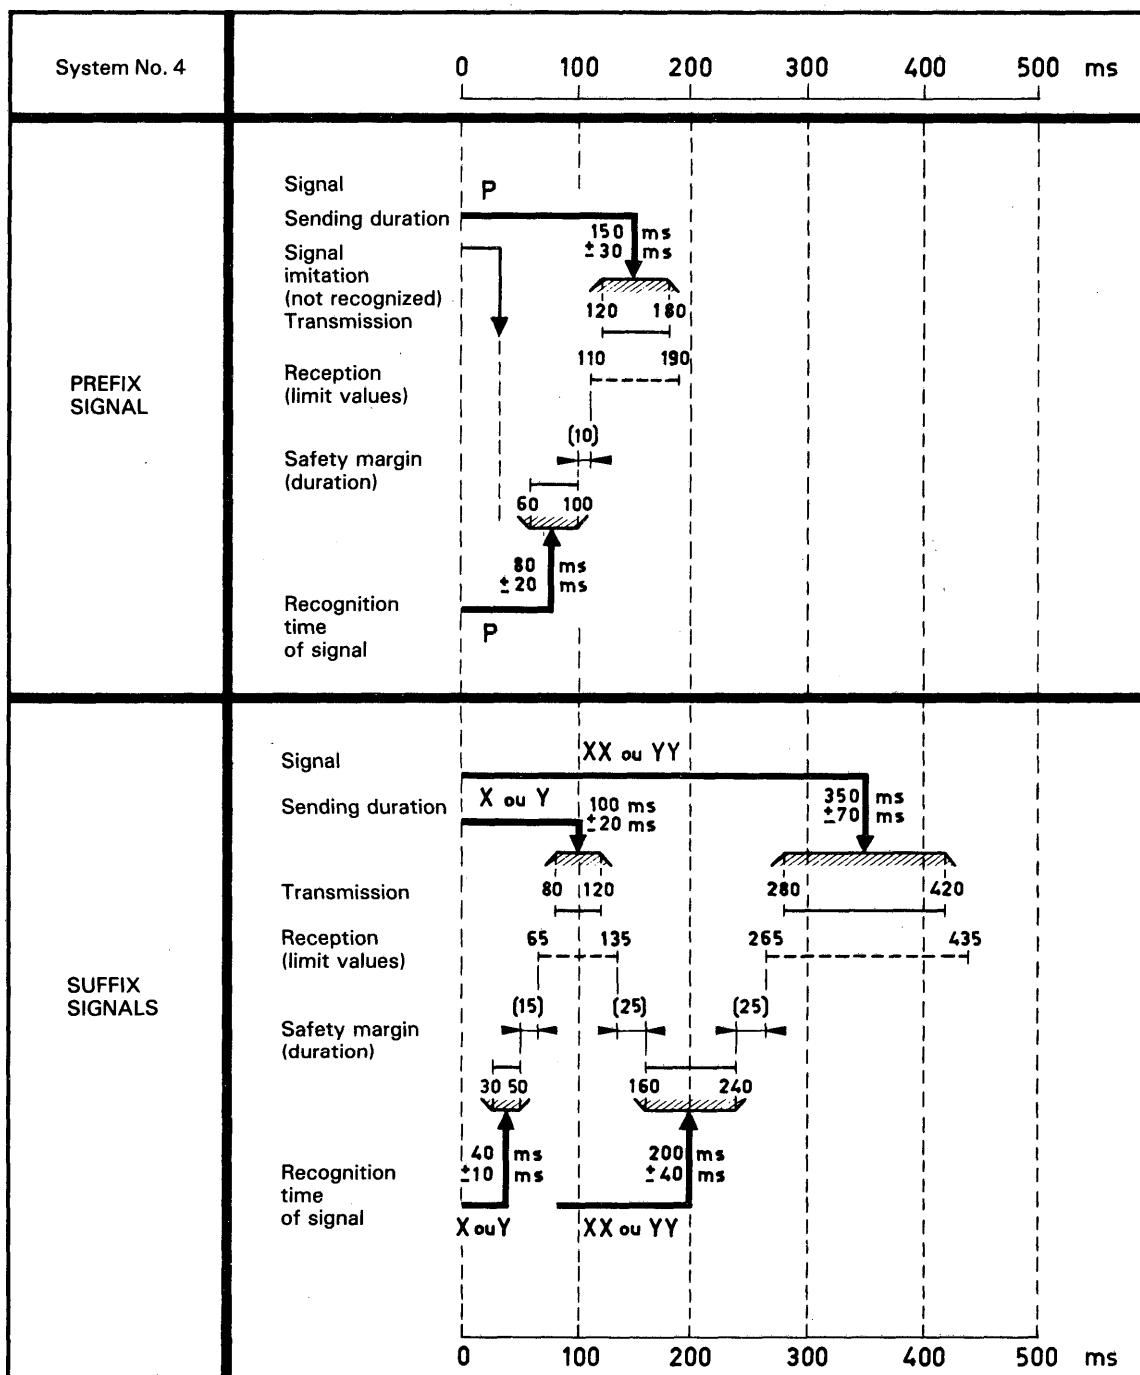 System No. 4
0 100 200 300 400 500 ms
PREFIX
SIGNAL
Signal
P
Sending duration
150 ms
± 30 ms
Signal
imitation
(not recognized)
Transmission
120 180
Reception
(limit values)
110 190
(10)
Safety margin
(duration)
60 100
80 ms
± 20 ms
Recognition
time
of signal
P
SUFFIX
SIGNALS
Signal
XX ou YY
Sending duration
X ou Y
100 ms
±20 ms
350 ms
±70 ms
Transmission
80 120 280 420
Reception
(limit values)
65 135 265 435
(15) (25) (25)
Safety margin
(duration)
30 50 160 240
40 ms
±10 ms
200 ms
± 40 ms
Recognition
time
of signal
X ou Y XX ou YY
0 100 200 300 400 500 ms